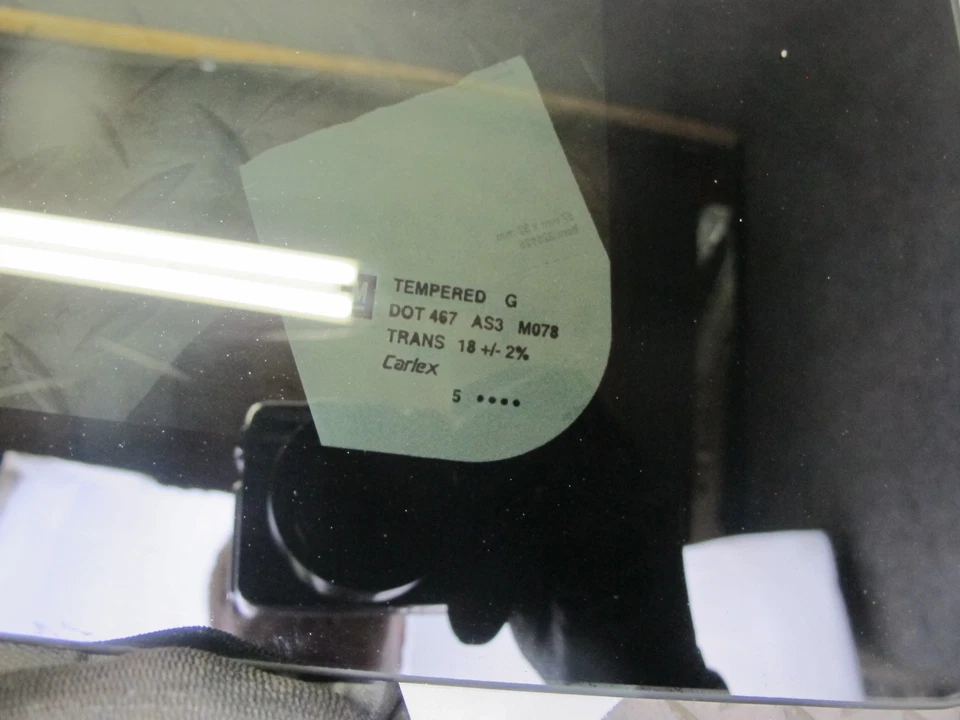 TEMPERED G
DOT 467 AS3 M078
TRANS 18 +/- 2%
Carlex
5 ••••